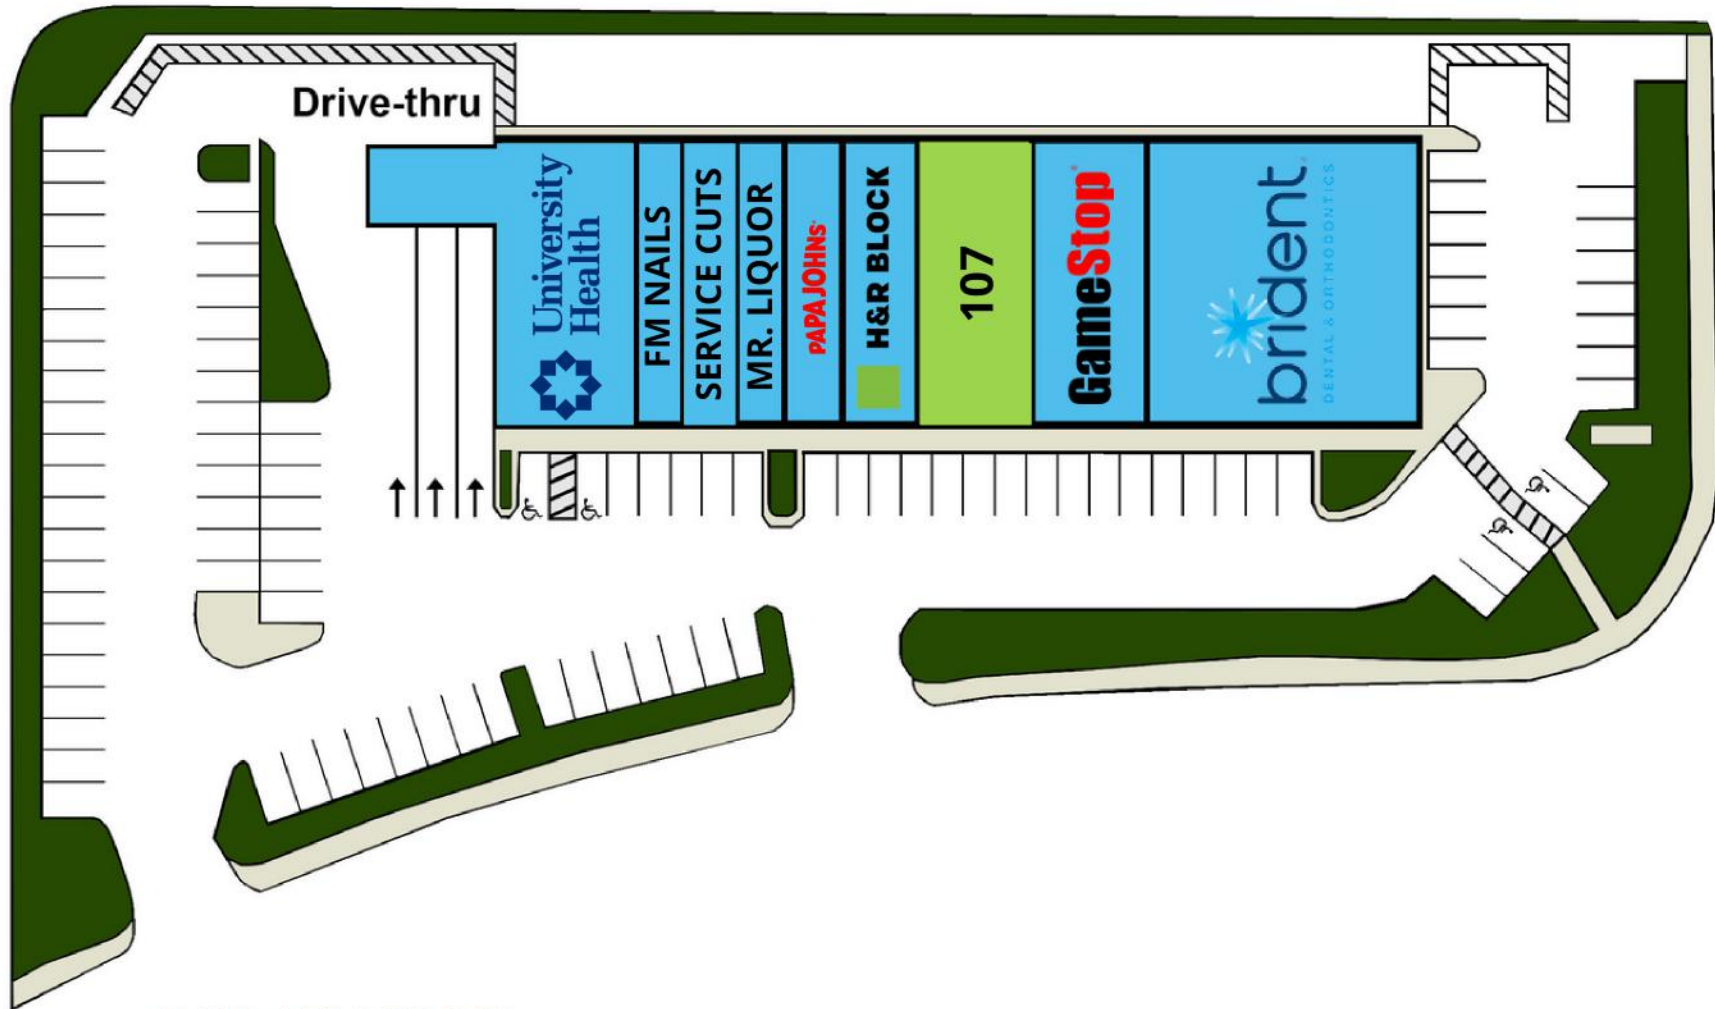 Drive-thru
University
Health
FM NAILS
SERVICE CUTS
MR. LIQUOR
PAPA JOHNS
H&R BLOCK
107
GameStop
brident
DENTAL & ORTHODONTICS